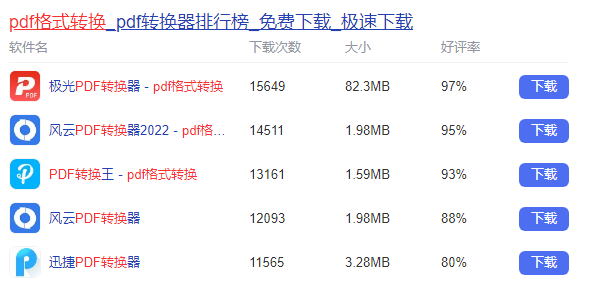 pdf格式转换_pdf转换器排行榜_免费下载_极速下载
软件名 下载次数 大小 好评率
PDF 极光PDF转换器 - pdf格式转换 15649 82.3MB 97% 下载
风云PDF转换器2022 - pdf格... 14511 1.98MB 95% 下载
PDF转换王 - pdf格式转换 13161 1.59MB 93% 下载
风云PDF转换器 12093 1.98MB 88% 下载
迅捷PDF转换器 11565 3.28MB 80% 下载